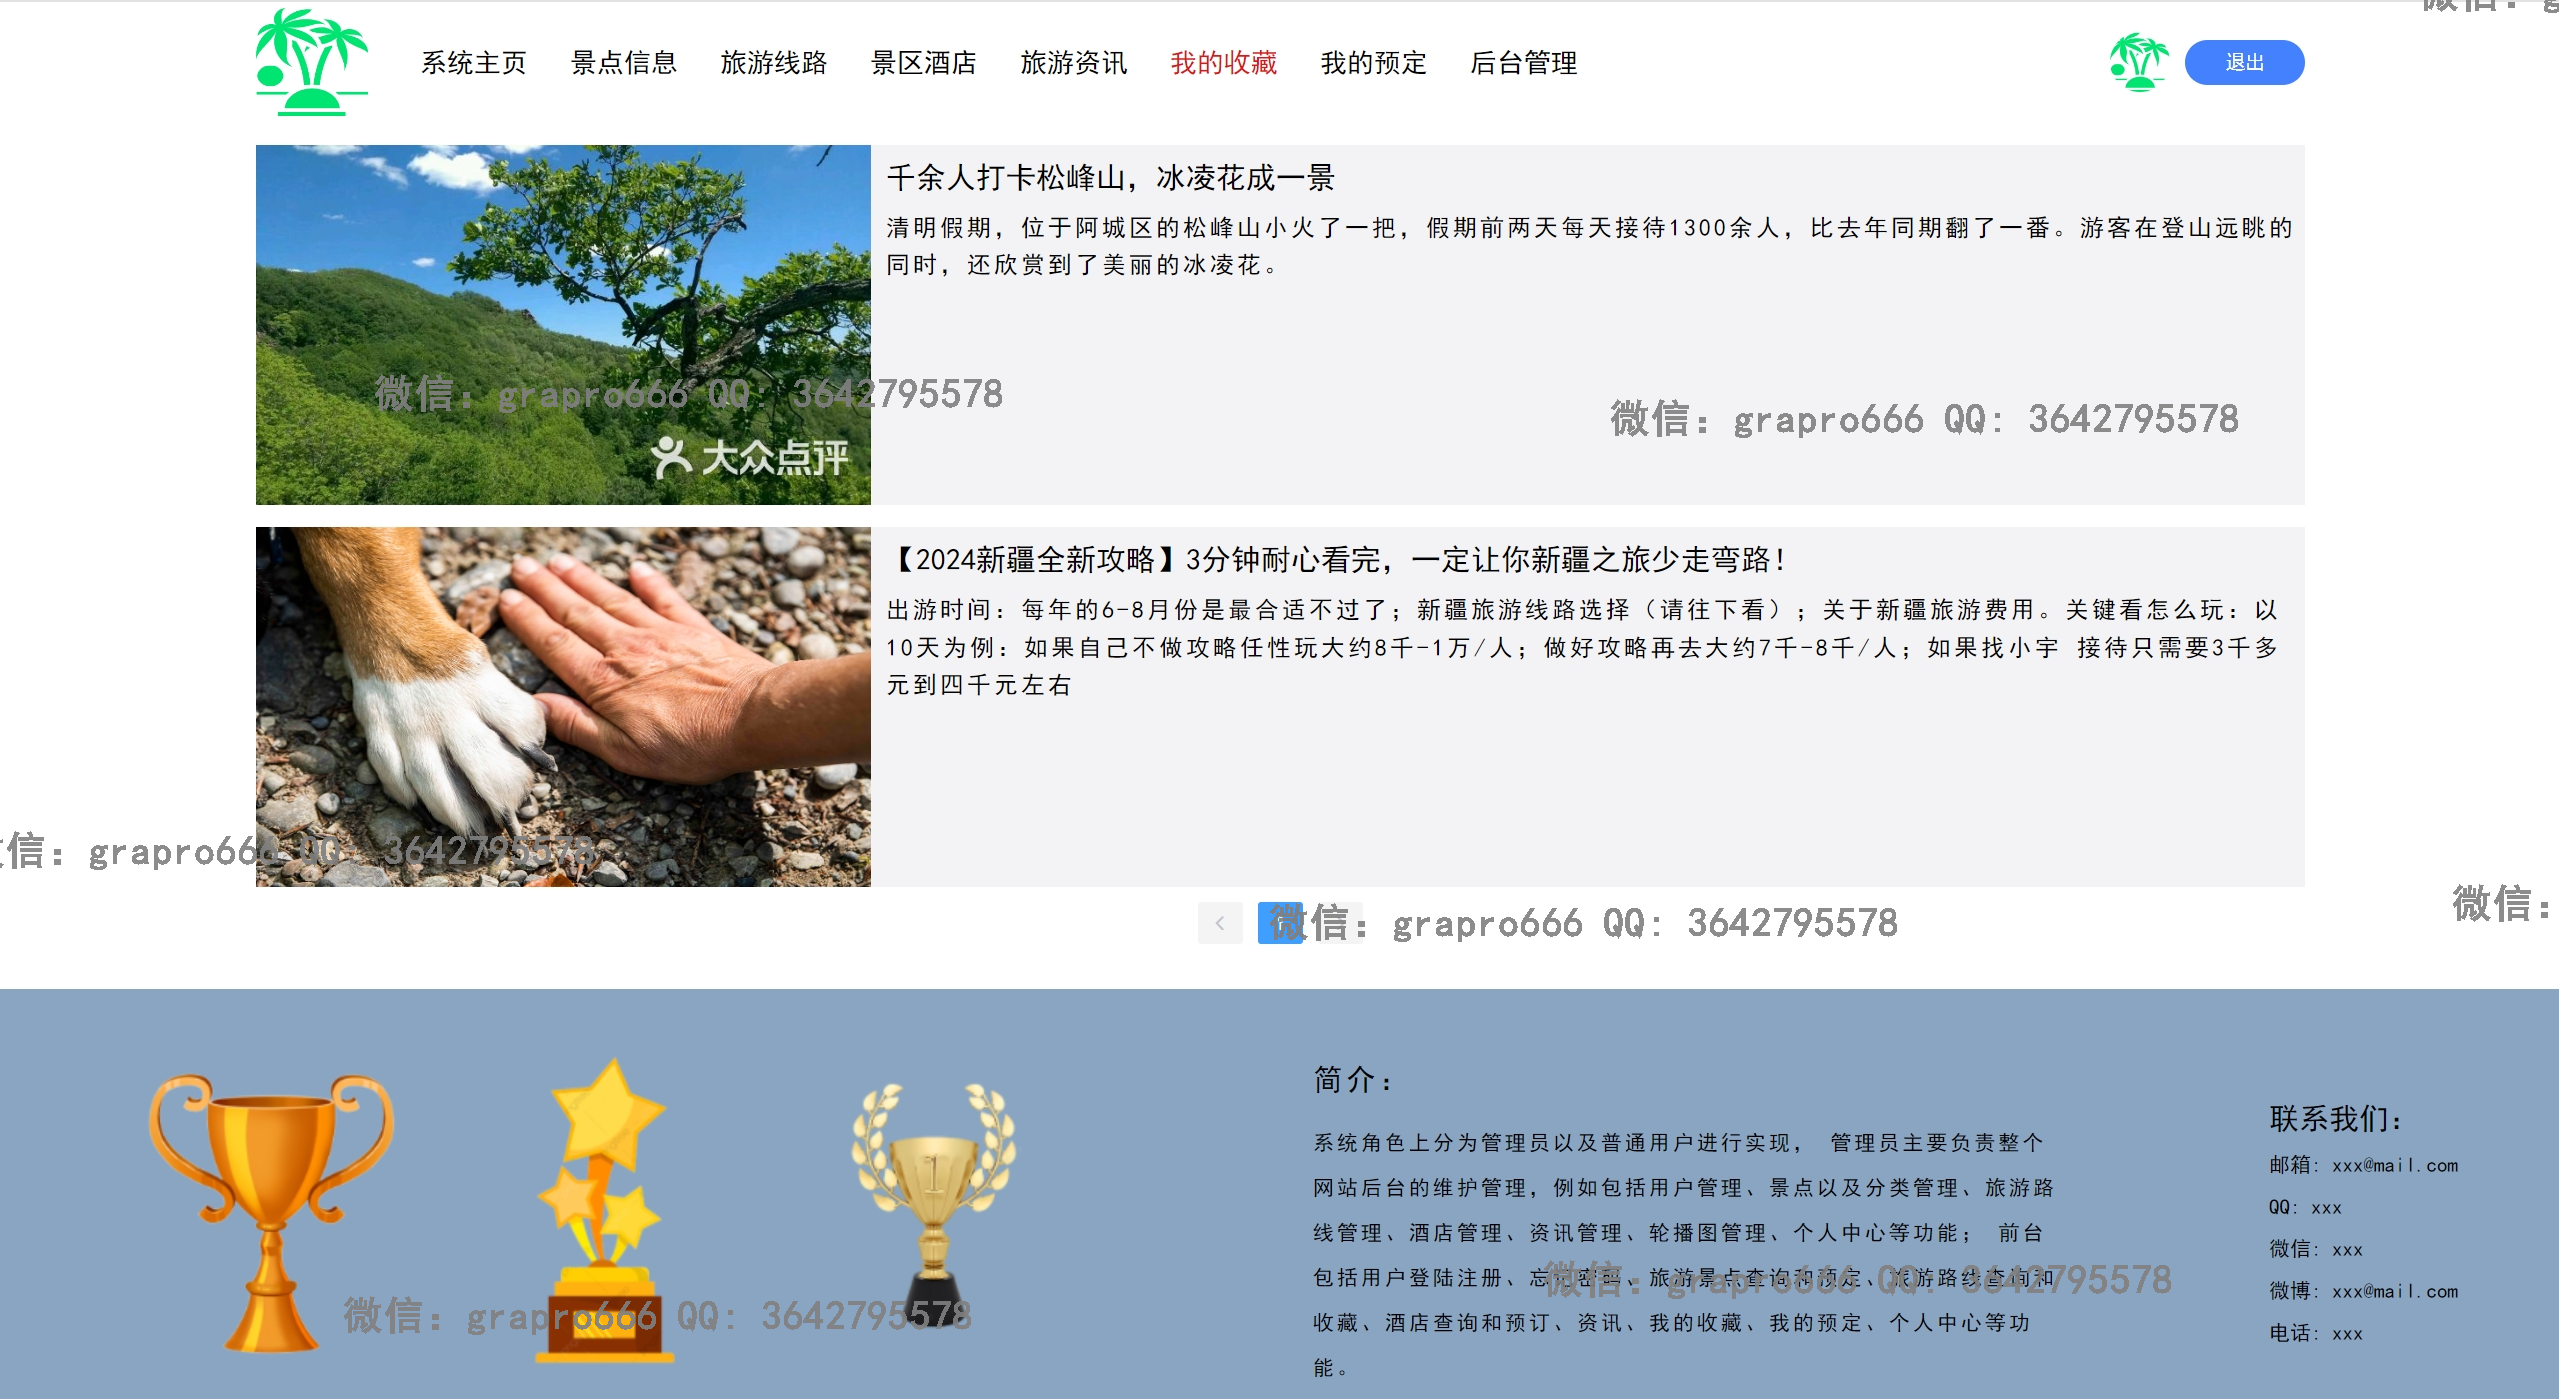 系统主页 景点信息 旅游线路 景区酒店 旅游资讯 我的收藏 我的预定 后台管理 退出
千余人打卡松峰山，冰凌花成一景
清明假期，位于阿城区的松峰山小火了一把，假期前两天每天接待1300余人，比去年同期翻了一番。游客在登山远眺的
同时，还欣赏到了美丽的冰凌花。
微信：grapro666 QQ: 3642795578
微信：grapro666 QQ: 3642795578
大众点评
【2024新疆全新攻略】3分钟耐心看完，一定让你新疆之旅少走弯路！
出游时间：每年的6-8月份是最合适不过了；新疆旅游线路选择（请往下看）；关于新疆旅游费用。关键看怎么玩：以
10天为例：如果自己不做攻略任性玩大约8千-1万/人；做好攻略再去大约7千-8千/人；如果找小宇 接待只需要3千多
元到四千元左右
信：grapro666 QQ: 3642795578
微信：
微信：grapro666 QQ: 3642795578
简介：
系统角色上分为管理员以及普通用户进行实现， 管理员主要负责整个
网站后台的维护管理，例如包括用户管理、景点以及分类管理、旅游路
线管理、酒店管理、资讯管理、轮播图管理、个人中心等功能； 前台
包括用户登陆注册、忘记密码、旅游景点查询和预定、旅游路线查询和
收藏、酒店查询和预订、资讯、我的收藏、我的预定、个人中心等功
能。
联系我们：
邮箱: xxx@mail.com
QQ: xxx
微信: xxx
微博: xxx@mail.com
电话: xxx
1
微信：grapro666 QQ: 3642795578
微信：grapro666 QQ: 3642795578